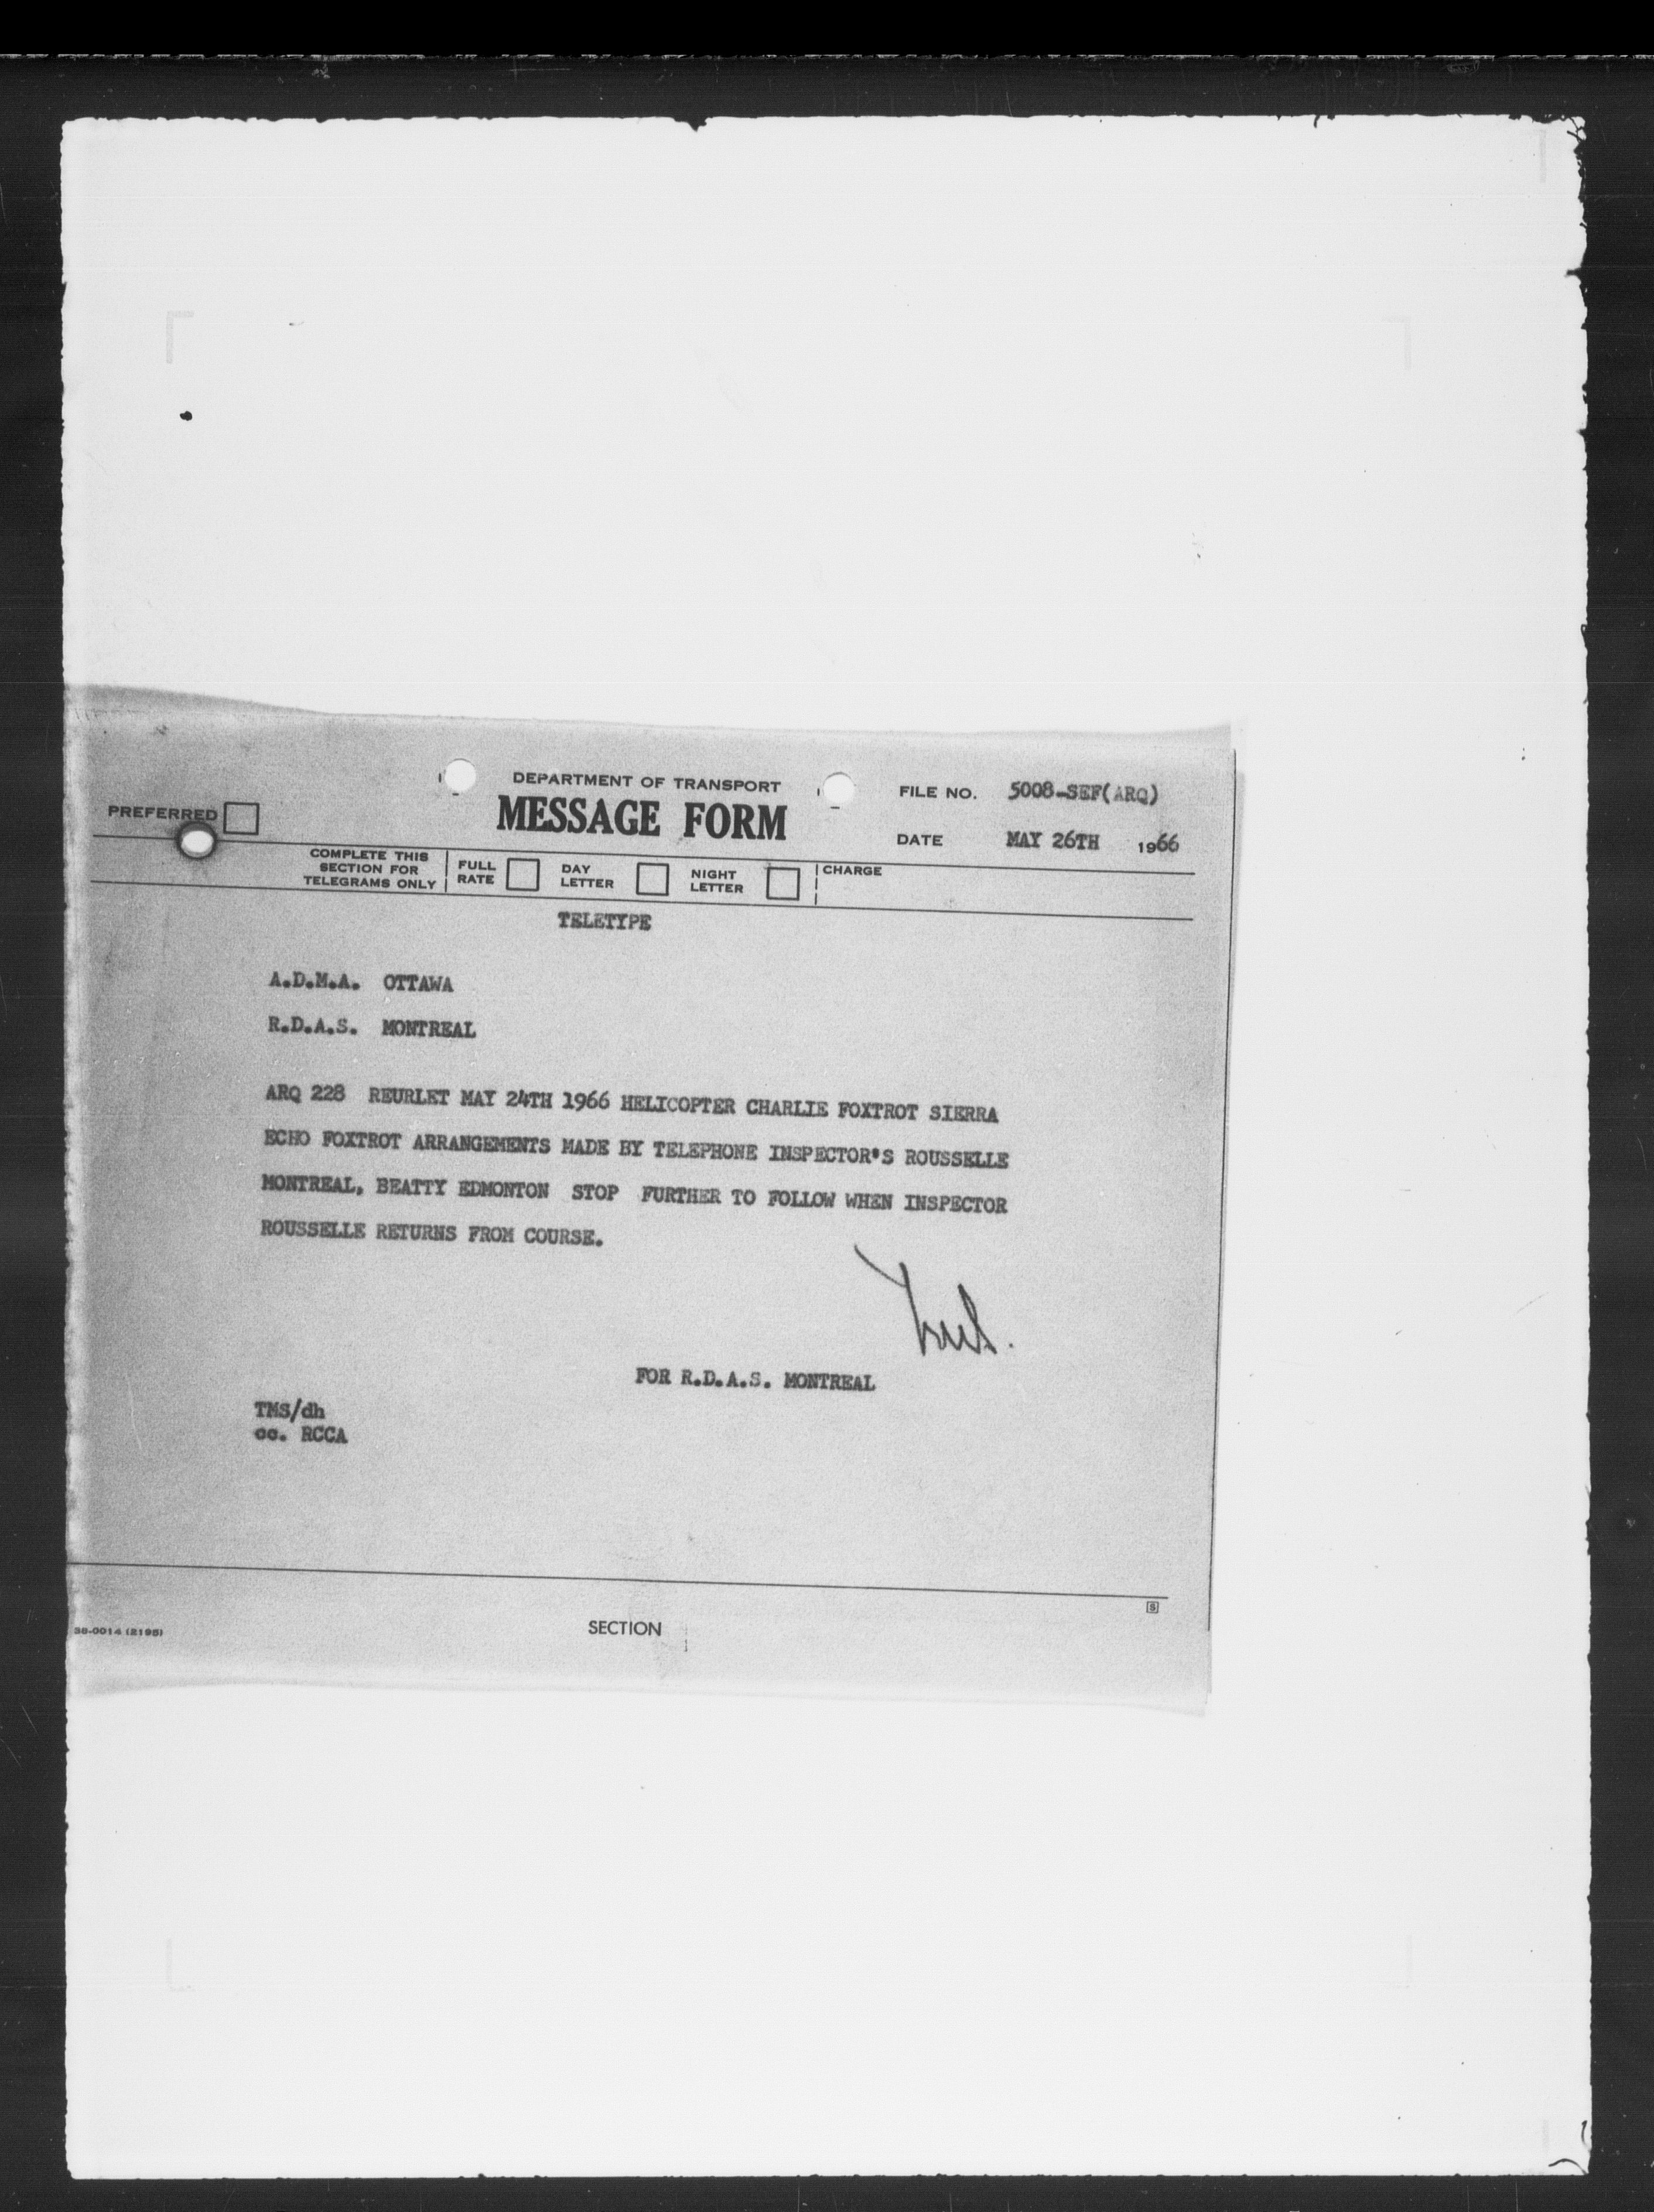 DEPARTMENT OF TRANSPORT
MESSAGE FORM
PREFERRED
FILE NO. 5008-SEF(ARQ)
DATE MAY 26TH 1966
COMPLETE THIS
SECTION FOR
TELEGRAMS ONLY
FULL
RATE
DAY
LETTER
NIGHT
LETTER
CHARGE
TELETYPE
A.D.M.A. OTTAWA
R.D.A.S. MONTREAL
ARQ 228 REURLET MAY 24TH 1966 HELICOPTER CHARLIE FOXTROT SIERRA
ECHO FOXTROT ARRANGEMENTS MADE BY TELEPHONE INSPECTOR'S ROUSSELLE
MONTREAL, BEATTY EDMONTON STOP FURTHER TO FOLLOW WHEN INSPECTOR
ROUSSELLE RETURNS FROM COURSE.
FOR R.D.A.S. MONTREAL
TMS/dh
cc. RCCA
S
SECTION